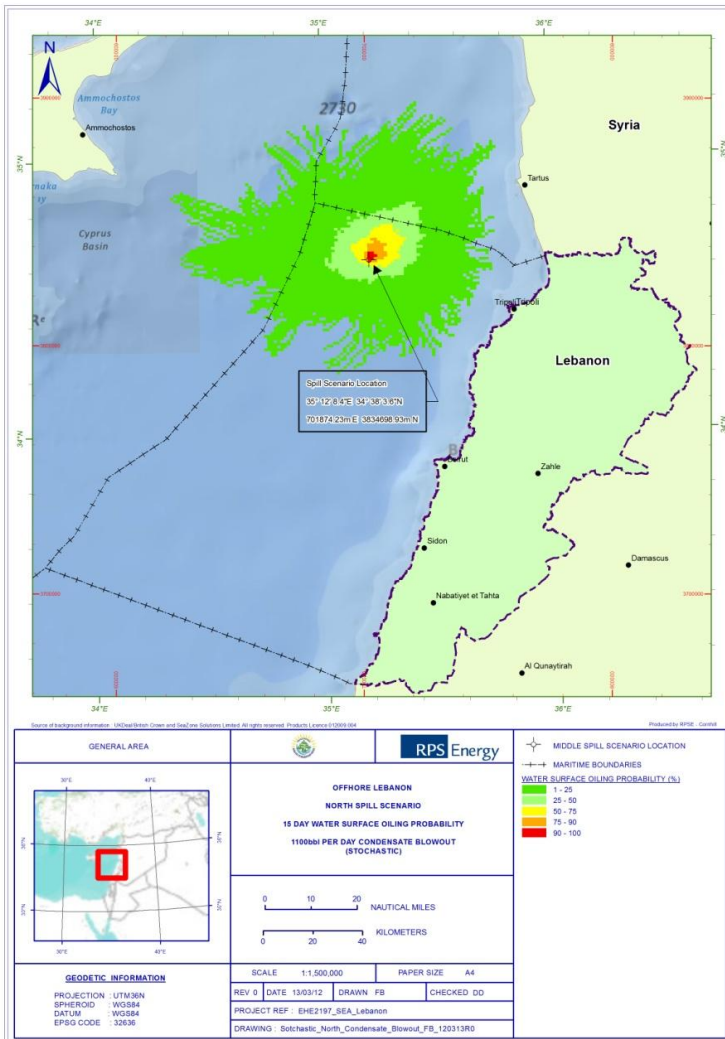 34°E 35°E 36°E
N
2730
Ammochostos
Bay
Ammochostos
Syria
35°N
35°N
Tartus
Cyprus
Basin
TripoliTripoli
Lebanon
Spill Scenario Location
35° 12' 8.4"E 34° 38' 3.6"N
701874.23m E 3834698.93m N
34°N
34°N
Beirut
Zahle
Sidon
Damascus
Nabatiyet et Tahta
Al Qunaytirah
34°E 35°E 36°E
Source of background information : UKDeal/British Crown and SeaZone Solutions Limited. All rights reserved. Products Licence 012009.004
Produced by RPSE - Cornhill
GENERAL AREA
RPS Energy
OFFSHORE LEBANON
NORTH SPILL SCENARIO
15 DAY WATER SURFACE OILING PROBABILITY
1100bbl PER DAY CONDENSATE BLOWOUT
(STOCHASTIC)
MIDDLE SPILL SCENARIO LOCATION
MARITIME BOUNDARIES
WATER SURFACE OILING PROBABILITY (%)
1 - 25
25 - 50
50 - 75
75 - 90
90 - 100
0 10 20
NAUTICAL MILES
0 20 40
KILOMETERS
GEODETIC INFORMATION
PROJECTION : UTM36N
SPHEROID : WGS84
DATUM : WGS84
EPSG CODE : 32636
SCALE 1:1,500,000 PAPER SIZE A4
REV 0 DATE 13/03/12 DRAWN FB CHECKED DD
PROJECT REF : EHE2197_SEA_Lebanon
DRAWING : Sotchastic_North_Condensate_Blowout_FB_120313R0